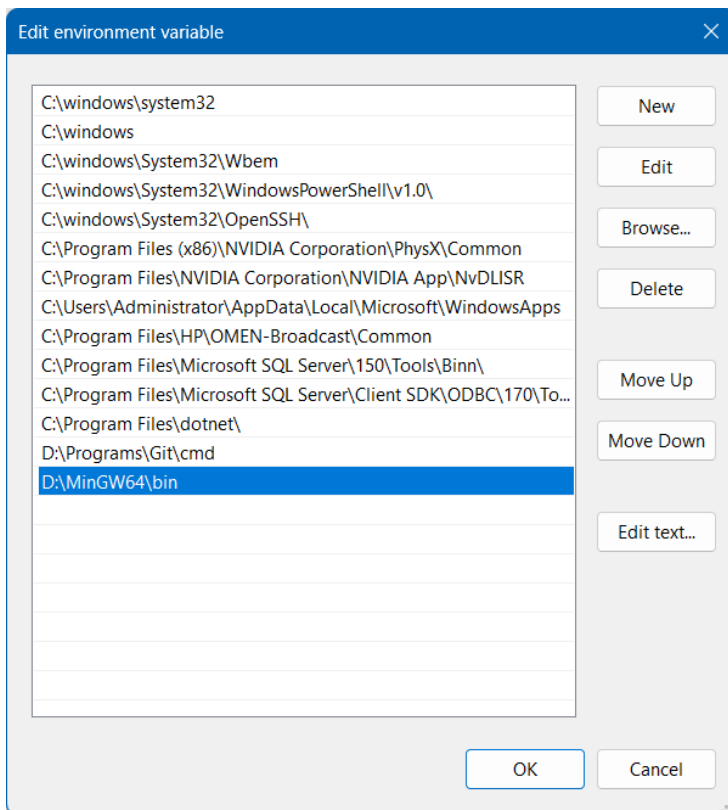 Edit environment variable
C:\windows\system32
C:\windows
C:\windows\System32\Wbem
C:\windows\System32\WindowsPowerShell\v1.0\
C:\windows\System32\OpenSSH\
C:\Program Files (x86)\NVIDIA Corporation\PhysX\Common
C:\Program Files\NVIDIA Corporation\NVIDIA App\NvDLISR
C:\Users\Administrator\AppData\Local\Microsoft\WindowsApps
C:\Program Files\HP\OMEN-Broadcast\Common
C:\Program Files\Microsoft SQL Server\150\Tools\Binn\
C:\Program Files\Microsoft SQL Server\Client SDK\ODBC\170\To...
C:\Program Files\dotnet\
D:\Programs\Git\cmd
D:\MinGW64\bin
New
Edit
Browse...
Delete
Move Up
Move Down
Edit text...
OK
Cancel